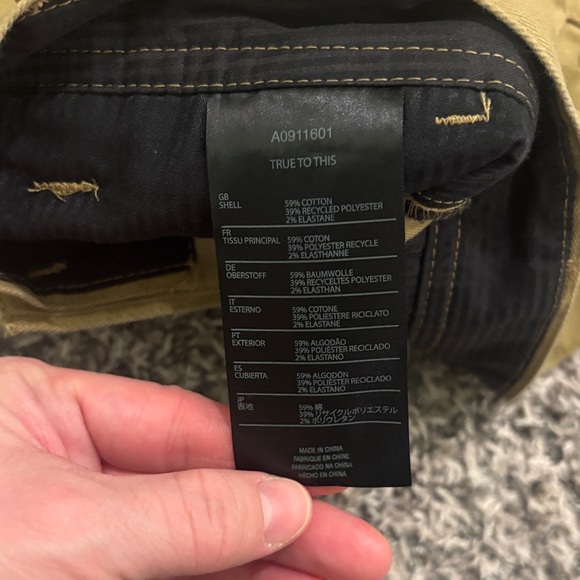 A0911601
TRUE TO THIS
GB
SHELL
59% COTTON
39% RECYCLED POLYESTER
2% ELASTANE
FR
TISSU PRINCIPAL
59% COTON
39% POLYESTER RECYCLE
2% ELASTHANNE
DE
OBERSTOFF
59% BAUMWOLLE
39% RECYCELTES POLYESTER
2% ELASTHAN
IT
ESTERNO
59% COTONE
39% POLIESTERE RICICLATO
2% ELASTANE
PT
EXTERIOR
59% ALGODÃO
39% POLIÉSTER RECICLADO
2% ELASTANO
ES
CUBIERTA
59% ALGODÓN
39% POLIÉSTER RECICLADO
2% ELASTANO
JP
表地
59% 綿
39% リサイクルポリエステル
2% ポリウレタン
MADE IN CHINA
FABRIQUE EN CHINE
FABRICADO NA CHINA
HECHO EN CHINA